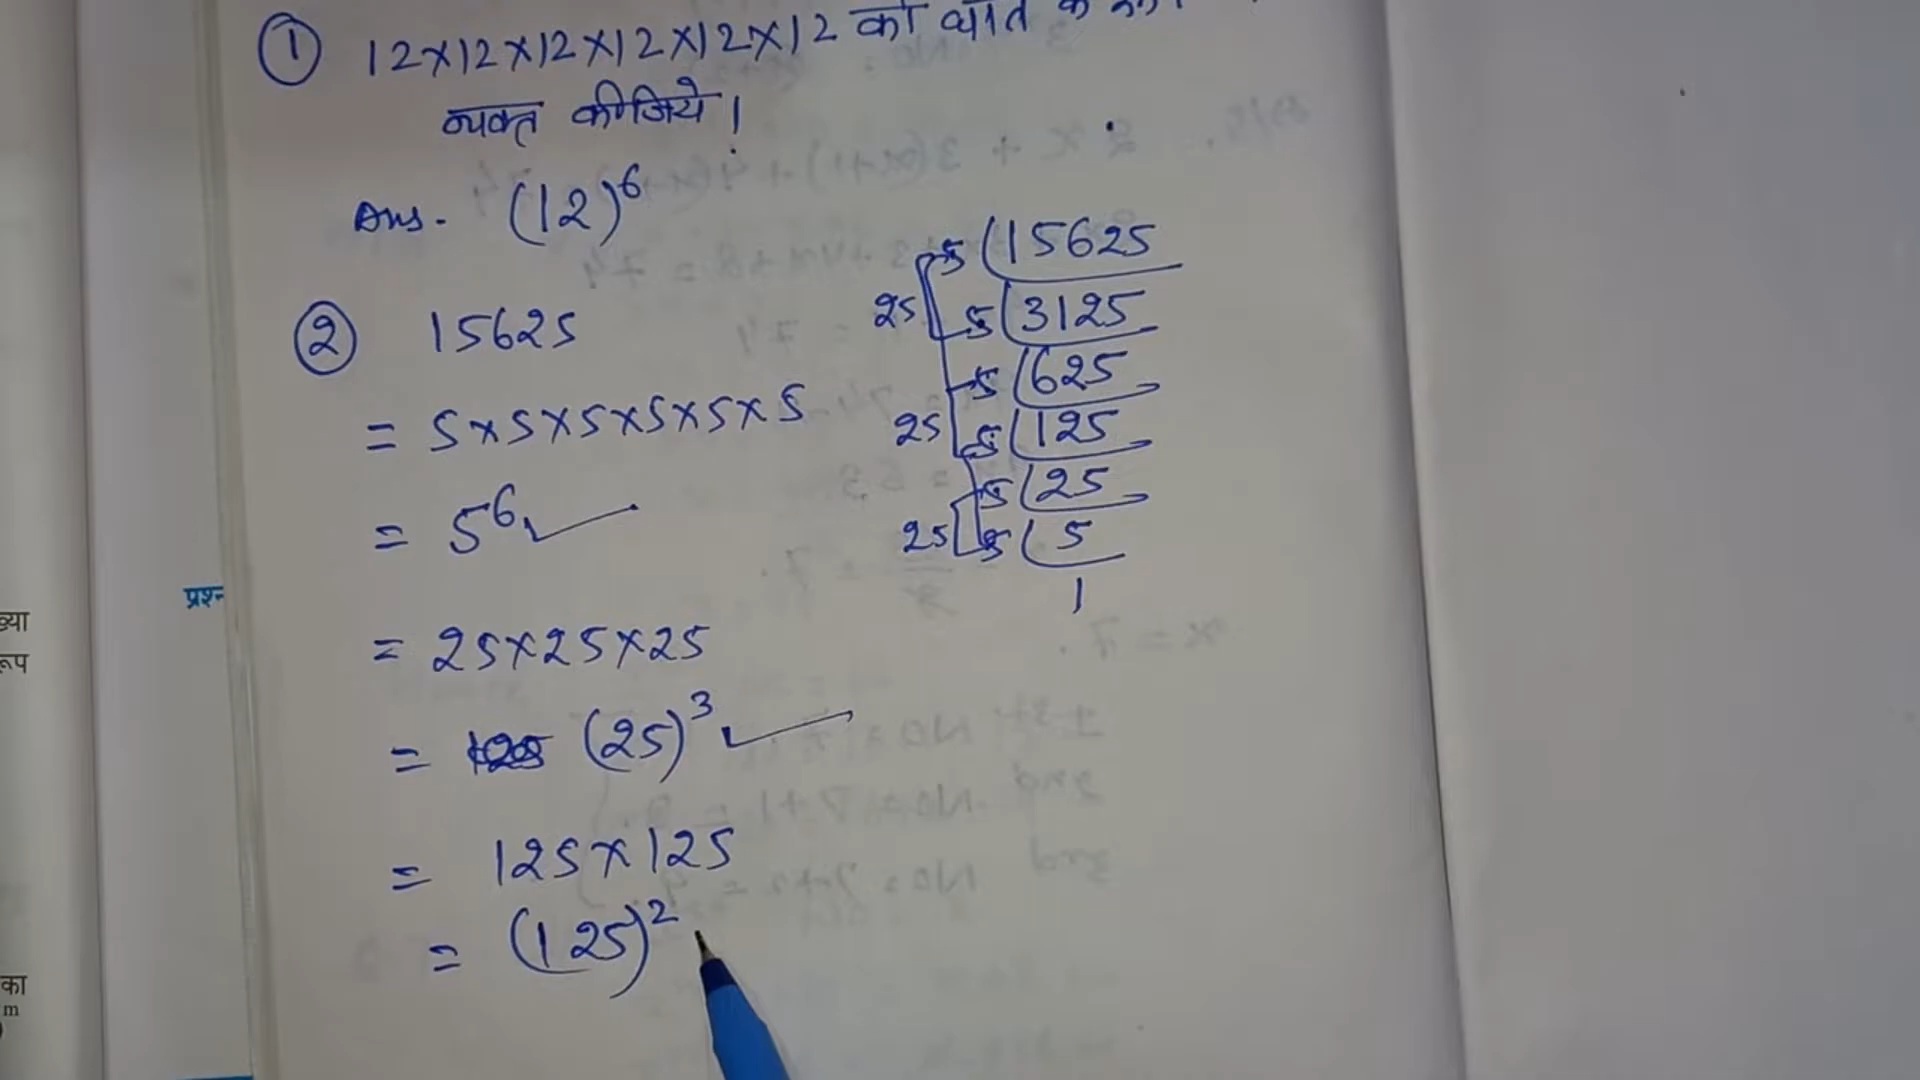 ① 12×12×12×12×12×12 को घात के
व्यक्त कीजिये।
Ans. (12)⁶
② 15625
= 5×5×5×5×5×5
= 5⁶
= 25×25×25
= (25)³
= 125×125
= (125)²
5 15625
25 5 3125
5 625
25 5 125
5 25
25 5 5
1
प्रश्न
ख्या
रूप
का
m